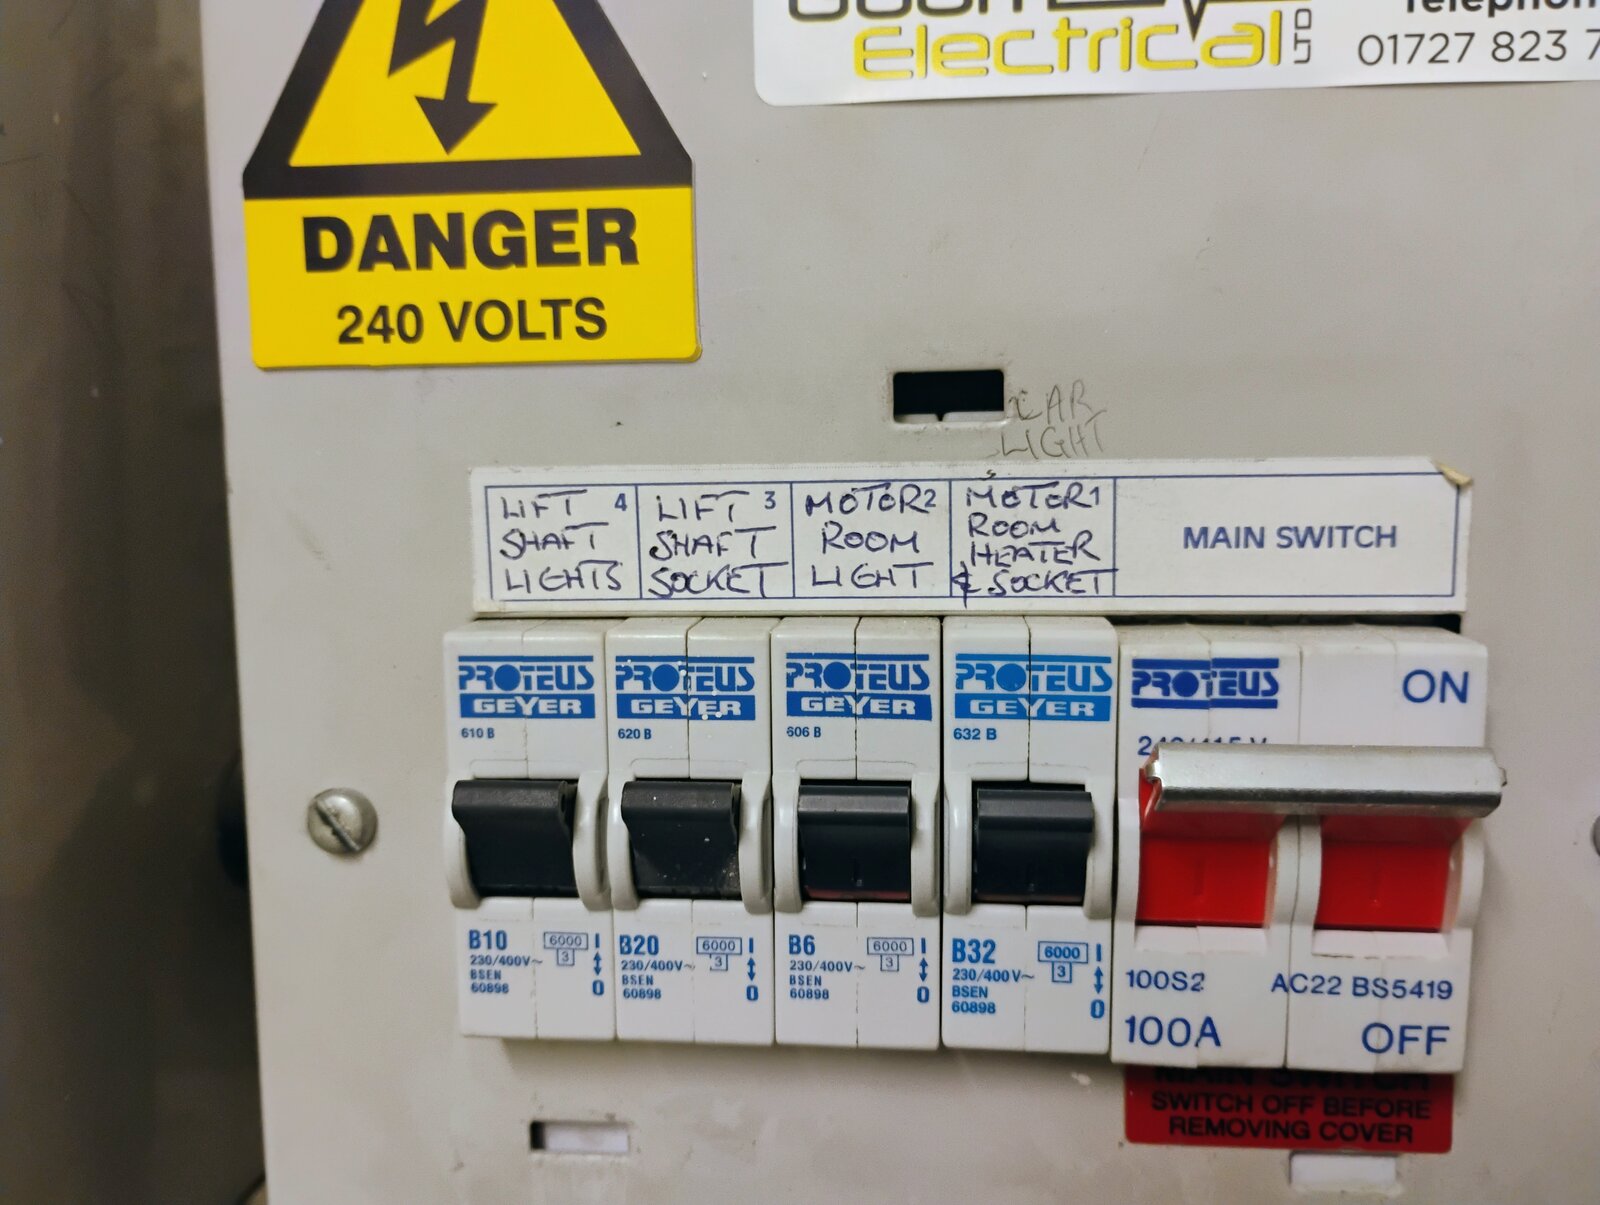 Electrical LTD
01727 823 7
DANGER
240 VOLTS
CAR
LIGHT
LIFT 4
SHAFT
LIGHTS
LIFT 3
SHAFT
SOCKET
MOTOR 2
ROOM
LIGHT
MOTOR 1
ROOM
HEATER
& SOCKET
MAIN SWITCH
PROTEUS
GEYER
610 B
PROTEUS
GEYER
620 B
PROTEUS
GEYER
606 B
PROTEUS
GEYER
632 B
PROTEUS
ON
B10 6000 I
230/400V~ 3
BSEN
60898 O
B20 6000 I
230/400V~ 3
BSEN
60898 O
B6 6000 I
230/400V~ 3
BSEN
60898 O
B32 6000 I
230/400V~ 3
BSEN
60898 O
100S2 AC22 BS5419
100A OFF
MAIN SWITCH
SWITCH OFF BEFORE
REMOVING COVER